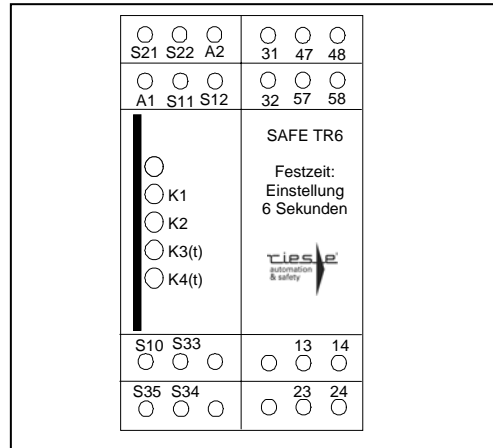 S21 S22 A2 31 47 48
A1 S11 S12 32 57 58
SAFE TR6
Festzeit:
Einstellung
6 Sekunden
K1
K2
K3(t)
K4(t)
riese
automation
& safety
S10 S33 13 14
S35 S34 23 24